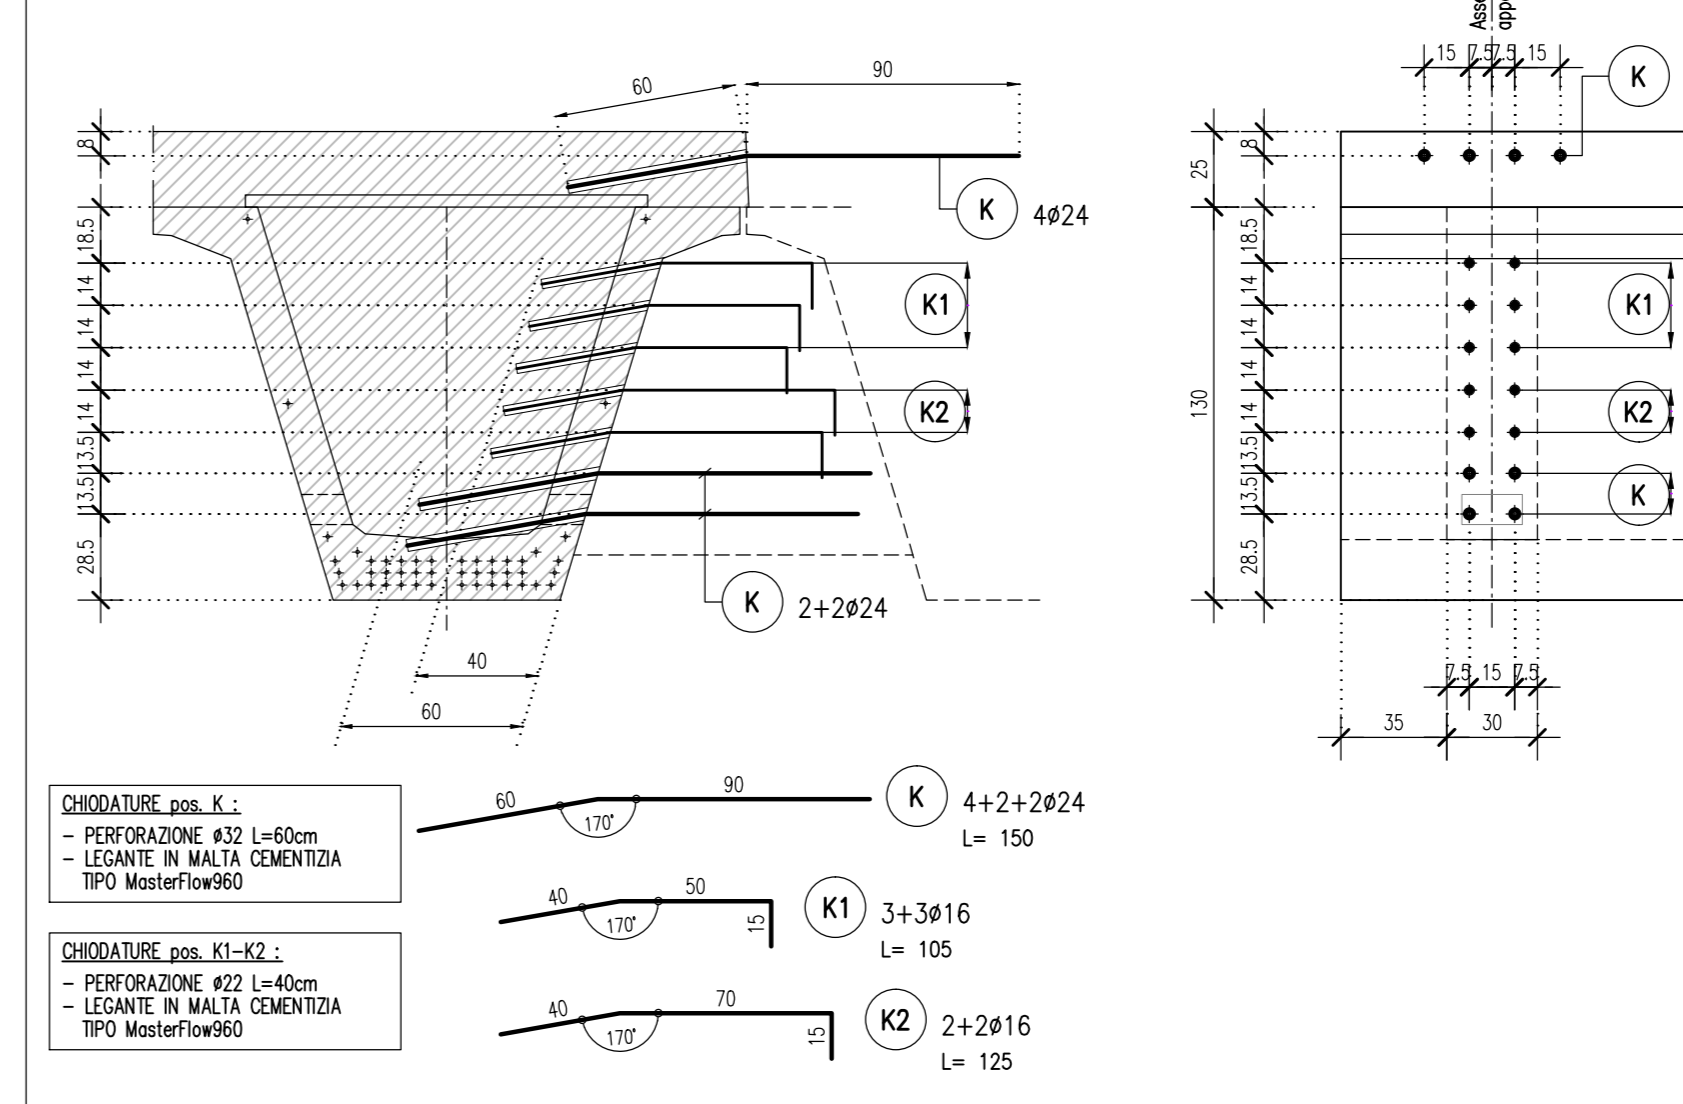 Asse
appo
60
90
8
K
4ø24
18.5
14
14
14
14
13.5
13.5
28.5
K1
K2
K
2+2ø24
40
60
15
7.5
7.5
15
K
25
8
130
18.5
14
14
14
14
13.5
13.5
28.5
K1
K2
K
7.5
15
7.5
35
30
CHIODATURE pos. K :
- PERFORAZIONE ø32 L=60cm
- LEGANTE IN MALTA CEMENTIZIA
TIPO MasterFlow960
60
90
170°
K
4+2+2ø24
L= 150
40
50
15
170°
K1
3+3ø16
L= 105
CHIODATURE pos. K1-K2 :
- PERFORAZIONE ø22 L=40cm
- LEGANTE IN MALTA CEMENTIZIA
TIPO MasterFlow960
40
70
15
170°
K2
2+2ø16
L= 125